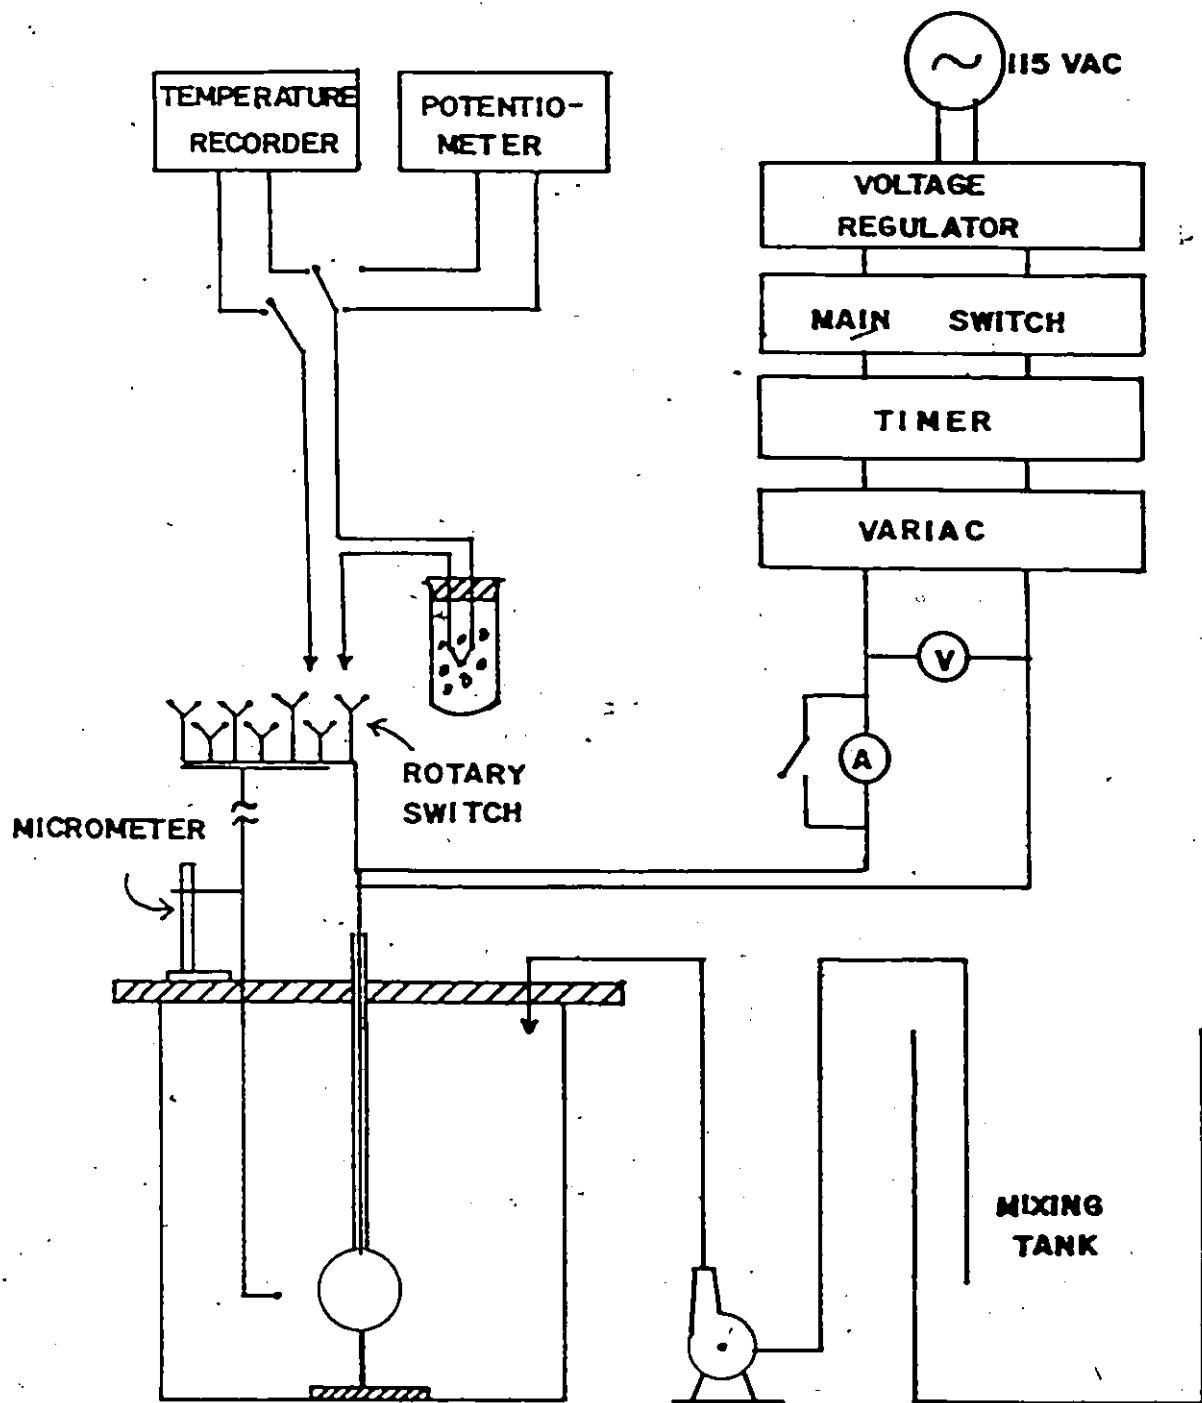 TEMPERATURE
RECORDER
POTENTIO-
METER
115 VAC
VOLTAGE
REGULATOR
MAIN SWITCH
TIMER
VARIAC
V
A
ROTARY
SWITCH
MICROMETER
MIXING
TANK